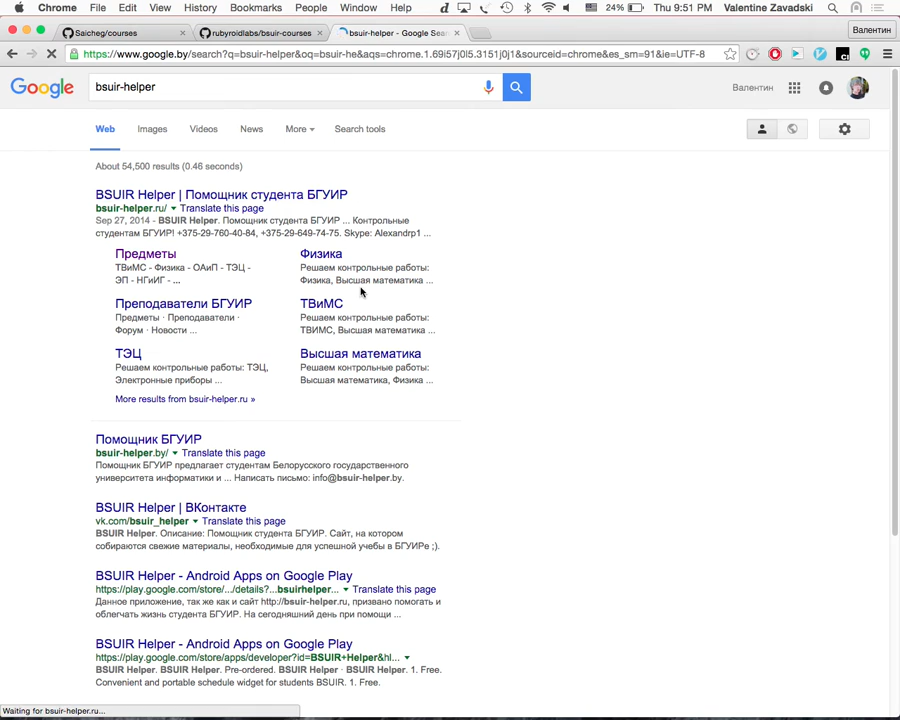 Chrome File Edit View History Bookmarks People Window Help 24% Thu 9:51 PM Valentine Zavadski
Saicheg/courses rubyroidlabs/bsuir-courses bsuir-helper - Google Sea Валентин
https://www.google.by/search?q=bsuir-helper&oq=bsuir-he&aqs=chrome.1.69i57j0l5.3151j0j1&sourceid=chrome&es_sm=91&ie=UTF-8
Google bsuir-helper Валентин
Web Images Videos News More Search tools
About 54,500 results (0.46 seconds)
BSUIR Helper | Помощник студента БГУИР
bsuir-helper.ru/ Translate this page
Sep 27, 2014 - BSUIR Helper. Помощник студента БГУИР ... Контрольные
студентам БГУИР! +375-29-760-40-84, +375-29-649-74-75. Skype: Alexandrp1 ...
Предметы
ТВиМС - Физика - ОАиП - ТЭЦ -
ЭП - НГиИГ - ...
Физика
Решаем контрольные работы:
Физика, Высшая математика ...
Преподаватели БГУИР
Предметы · Преподаватели ·
Форум · Новости ...
ТВиМС
Решаем контрольные работы:
ТВИМС, Высшая математика ...
ТЭЦ
Решаем контрольные работы: ТЭЦ,
Электронные приборы ...
Высшая математика
Решаем контрольные работы:
Высшая математика, Физика ...
More results from bsuir-helper.ru »
Помощник БГУИР
bsuir-helper.by/ Translate this page
Помощник БГУИР предлагает студентам Белорусского государственного
университета информатики и ... Написать письмо: info@bsuir-helper.by.
BSUIR Helper | ВКонтакте
vk.com/bsuir_helper Translate this page
BSUIR Helper. Описание: Помощник студента БГУИР. Сайт, на котором
собираются свежие материалы, необходимые для успешной учебы в БГУИРе ;).
BSUIR Helper - Android Apps on Google Play
https://play.google.com/store/.../details?...bsuirhelper... Translate this page
Данное приложение, так же как и сайт http://bsuir-helper.ru, призвано помогать и
облегчать жизнь студента БГУИР. На сегодняшний день при помощи ...
BSUIR Helper - Android Apps on Google Play
https://play.google.com/store/apps/developer?id=BSUIR+Helper&hl...
BSUIR Helper. BSUIR Helper. Pre-ordered. BSUIR Helper · BSUIR Helper. 1. Free.
Convenient and portable schedule widget for students BSUIR. 1. Free.
Waiting for bsuir-helper.ru...